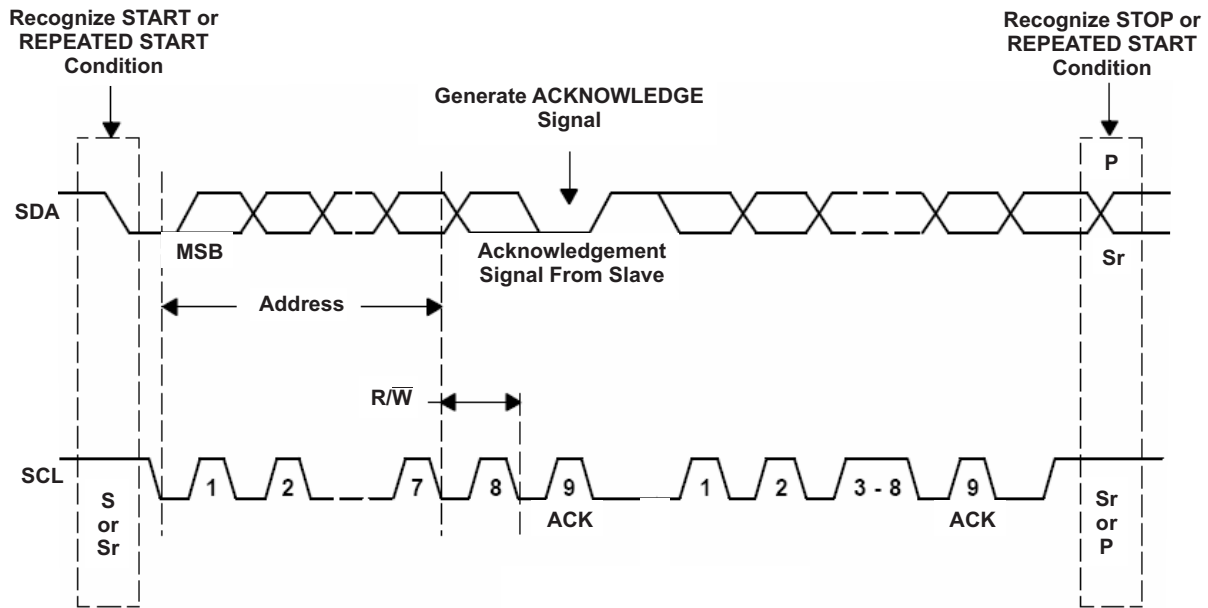 Recognize START or
REPEATED START
Condition
Recognize STOP or
REPEATED START
Condition
Generate ACKNOWLEDGE
Signal
P
SDA
MSB
Acknowledgement
Signal From Slave
Sr
Address
R/W̅
SCL
1
2
7
8
9
1
2
3 - 8
9
ACK
ACK
S
or
Sr
Sr
or
P